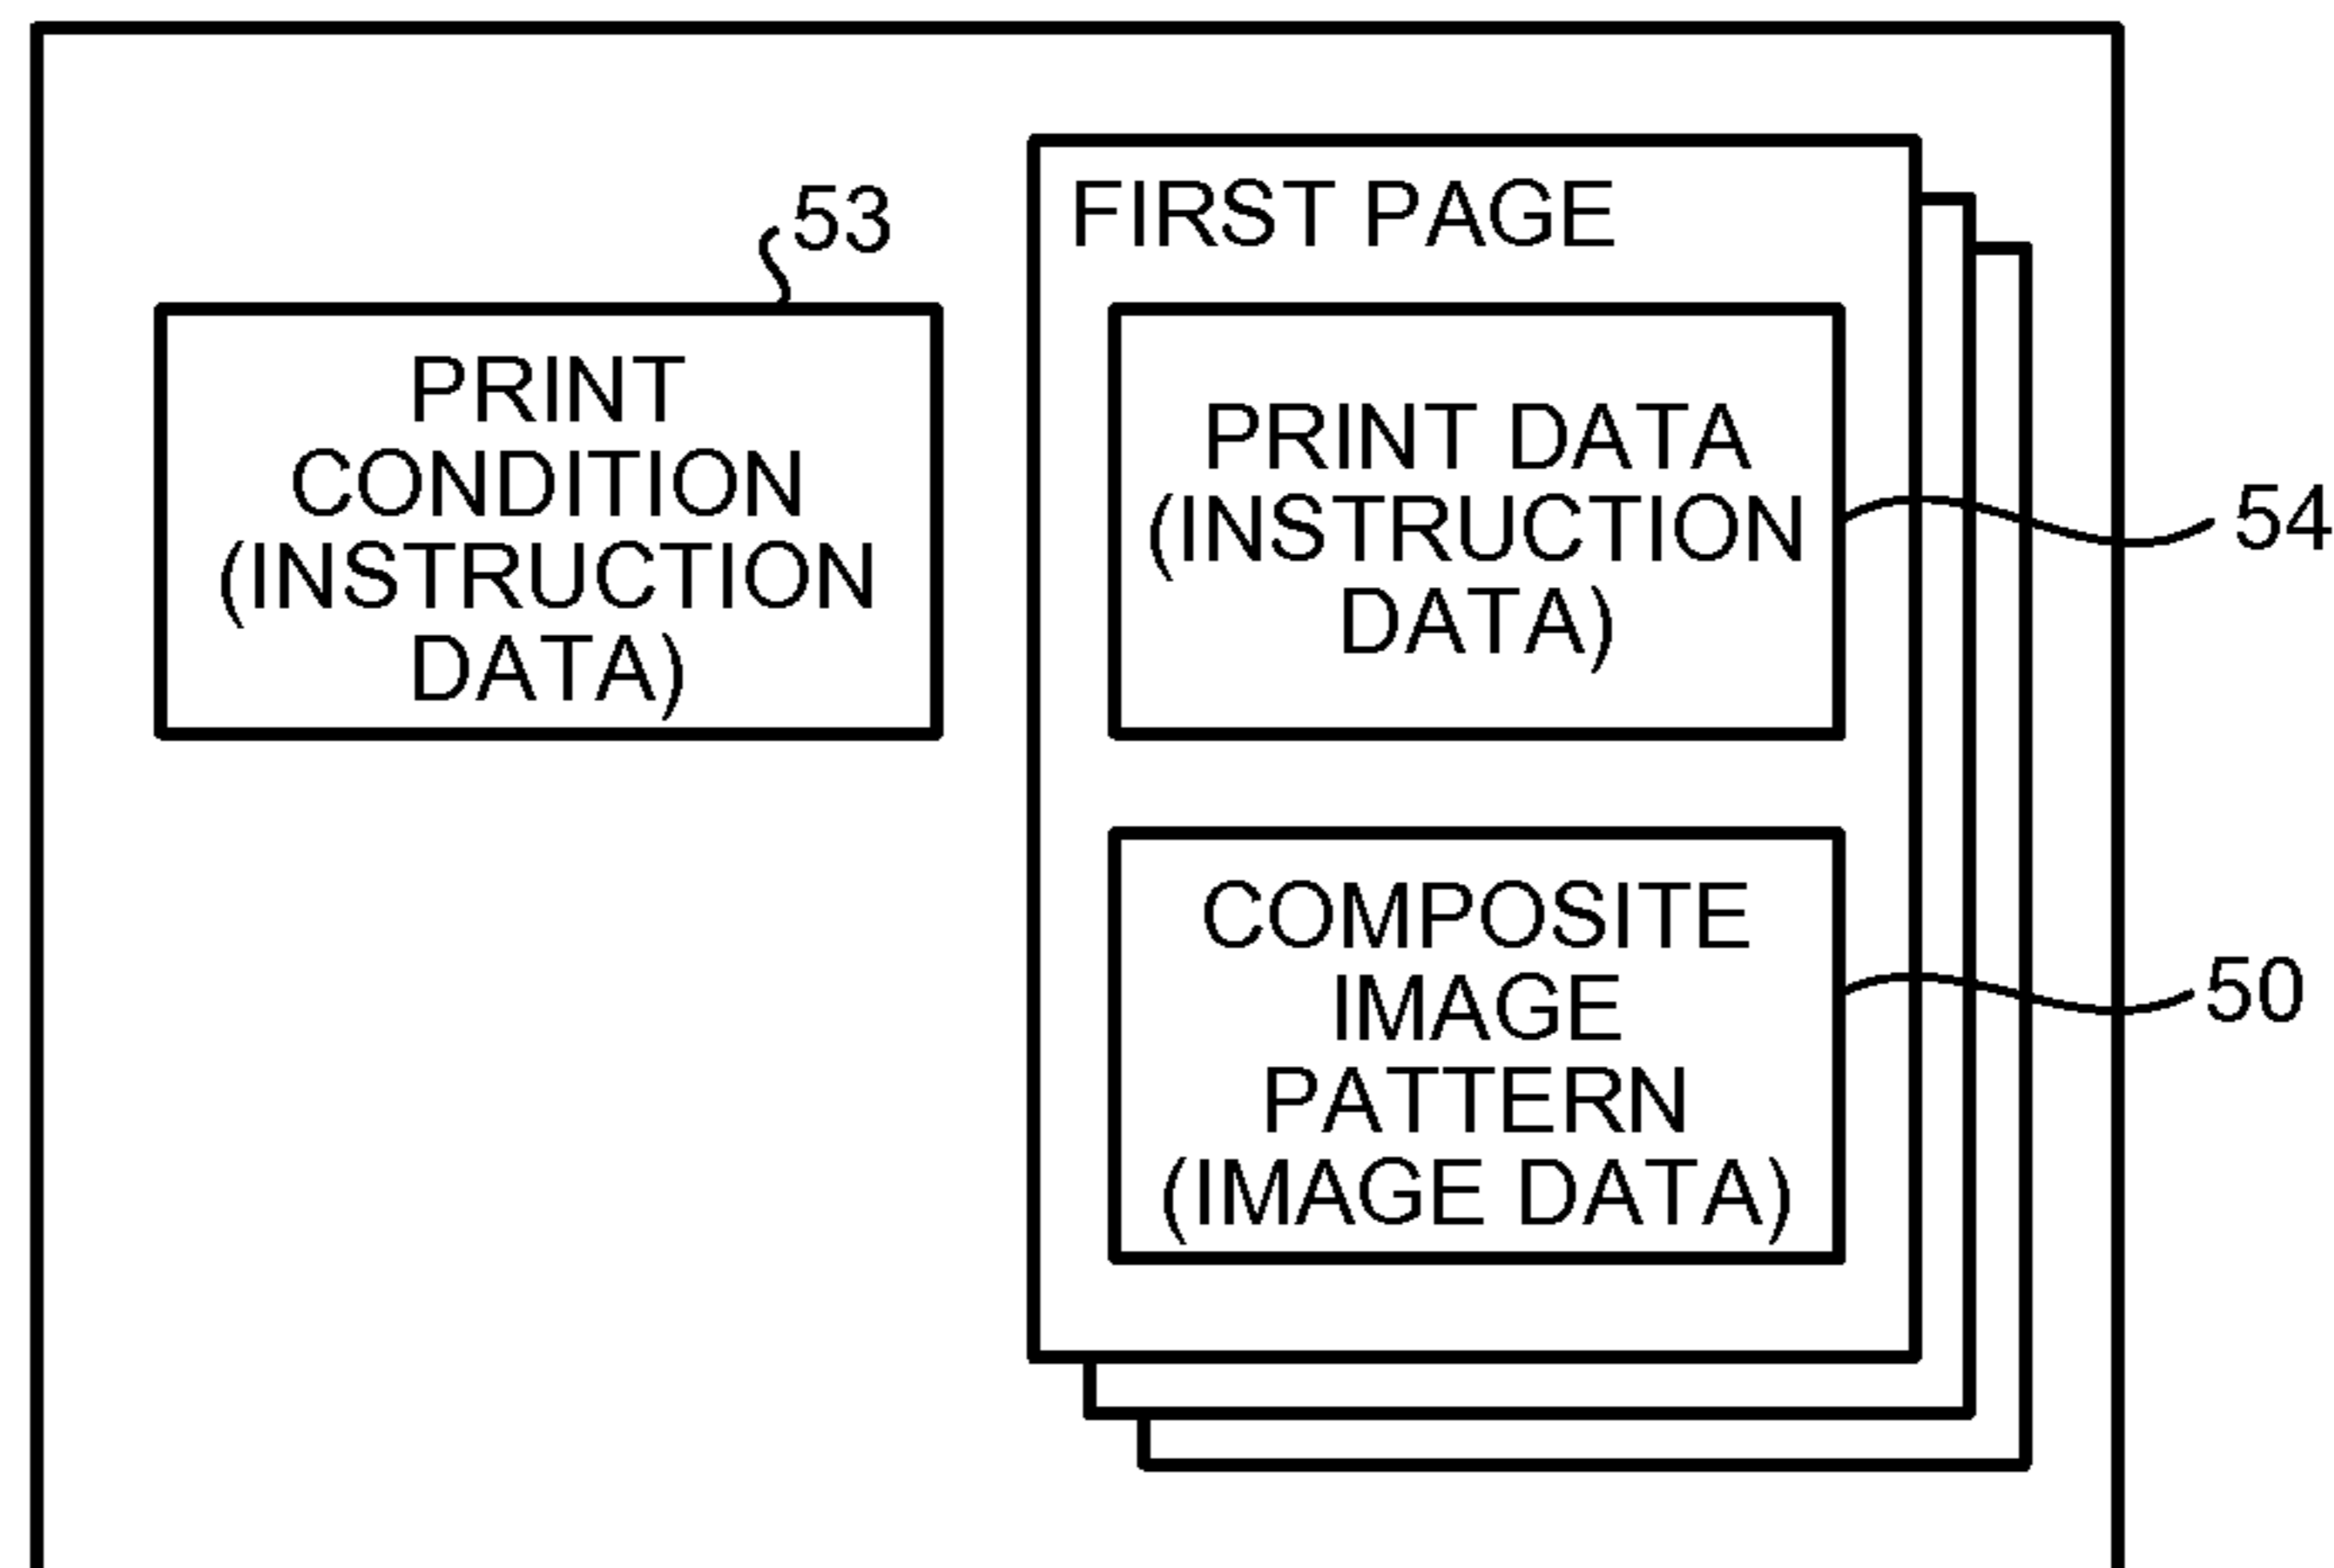 53
PRINT
CONDITION
(INSTRUCTION
DATA)
FIRST PAGE
PRINT DATA
(INSTRUCTION
DATA)
54
COMPOSITE
IMAGE
PATTERN
(IMAGE DATA)
50